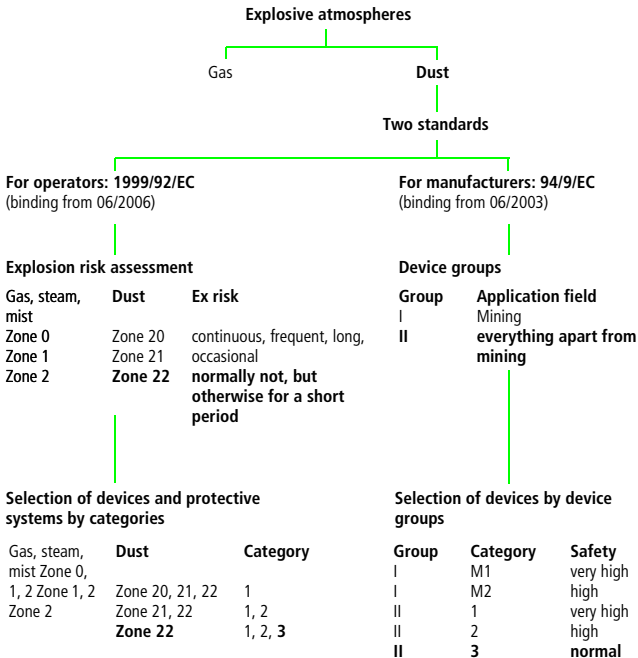 Explosive atmospheres
Gas
Dust
Two standards
For operators: 1999/92/EC
(binding from 06/2006)
For manufacturers: 94/9/EC
(binding from 06/2003)
Explosion risk assessment
Gas, steam, Dust Ex risk
mist
Zone 0 Zone 20 continuous, frequent, long,
Zone 1 Zone 21 occasional
Zone 2 Zone 22 normally not, but
otherwise for a short
period
Device groups
Group Application field
I Mining
II everything apart from
mining
Selection of devices and protective
systems by categories
Gas, steam, Dust Category
mist Zone 0,
1, 2 Zone 1, 2 Zone 20, 21, 22 1
Zone 2 Zone 21, 22 1, 2
Zone 22 1, 2, 3
Selection of devices by device
groups
Group Category Safety
I M1 very high
I M2 high
II 1 very high
II 2 high
II 3 normal